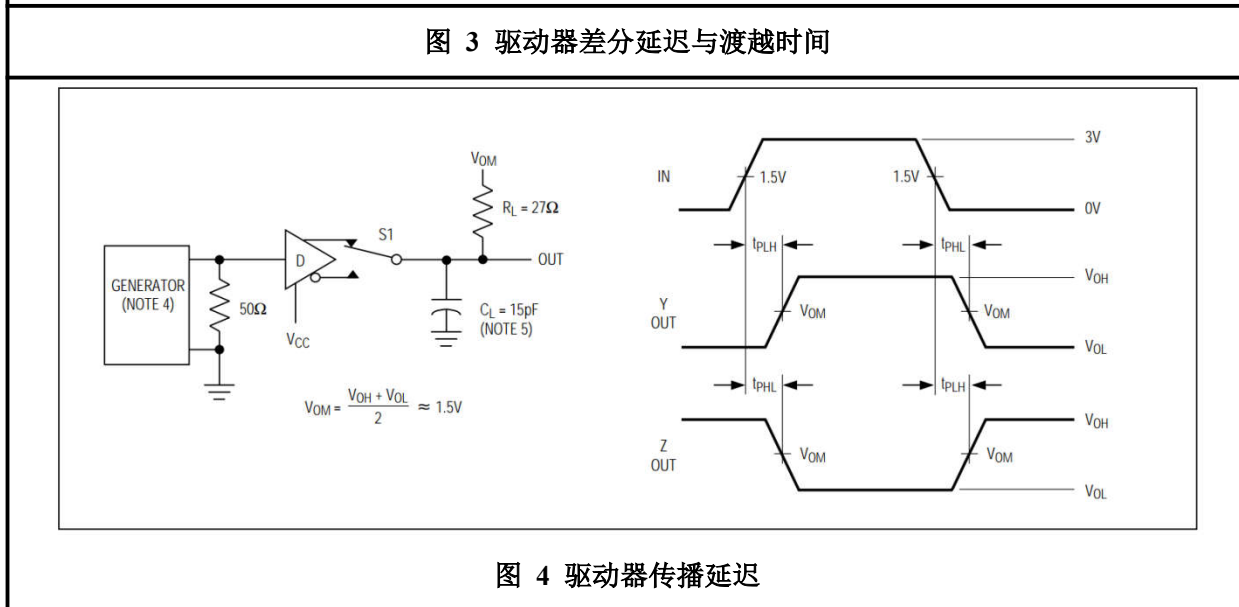 图 3 驱动器差分延迟与渡越时间
GENERATOR
(NOTE 4)
50Ω
D
VCC
S1
VOM
RL = 27Ω
OUT
CL = 15pF
(NOTE 5)
VOM = VOH + VOL / 2 ≈ 1.5V
IN
1.5V
1.5V
3V
0V
tPLH
tPHL
Y
OUT
VOM
VOM
VOH
VOL
tPHL
tPLH
Z
OUT
VOM
VOM
VOH
VOL
图 4 驱动器传播延迟